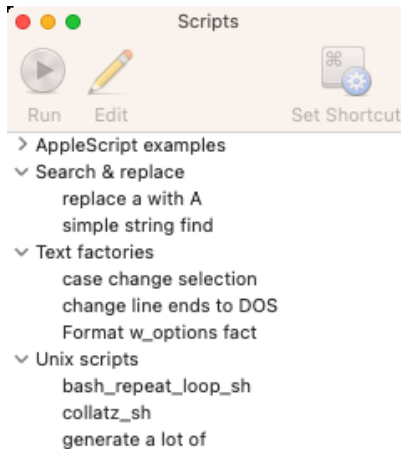 Scripts
Run Edit Set Shortcut
AppleScript examples
Search & replace
replace a with A
simple string find
Text factories
case change selection
change line ends to DOS
Format w_options fact
Unix scripts
bash_repeat_loop_sh
collatz_sh
generate a lot of